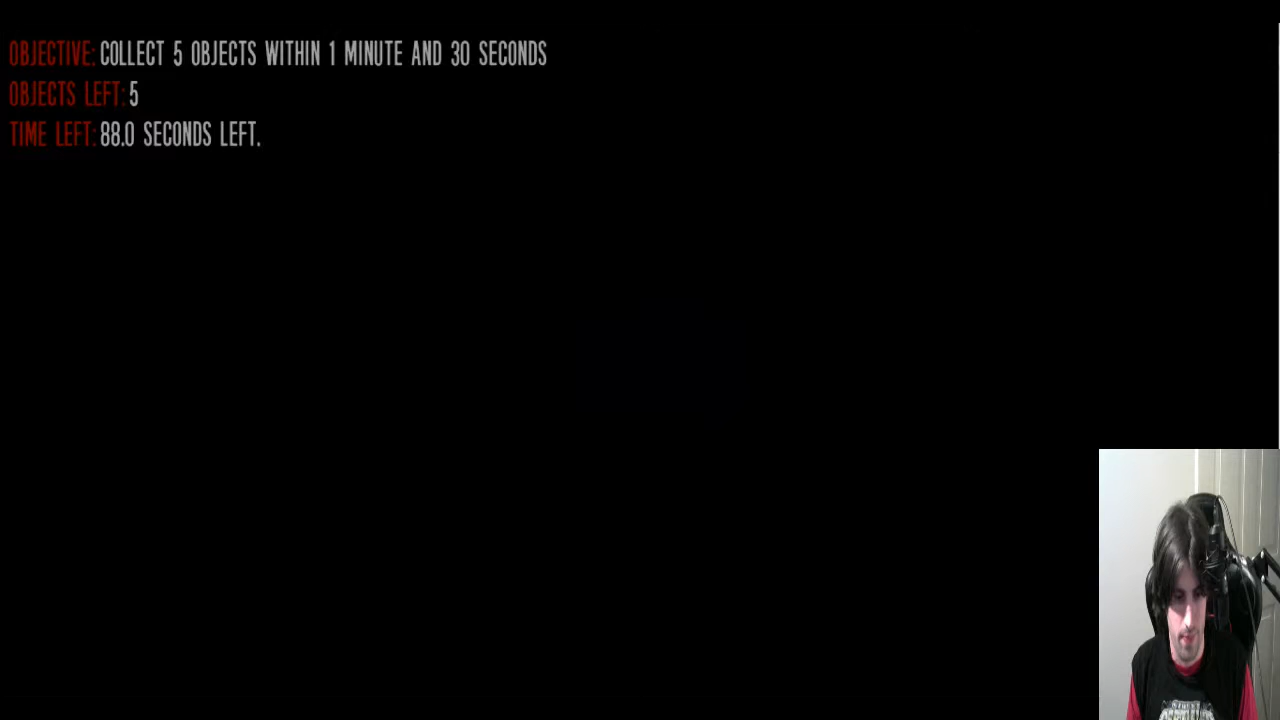 OBJECTIVE: COLLECT 5 OBJECTS WITHIN 1 MINUTE AND 30 SECONDS
OBJECTS LEFT: 5
TIME LEFT: 88.0 SECONDS LEFT.